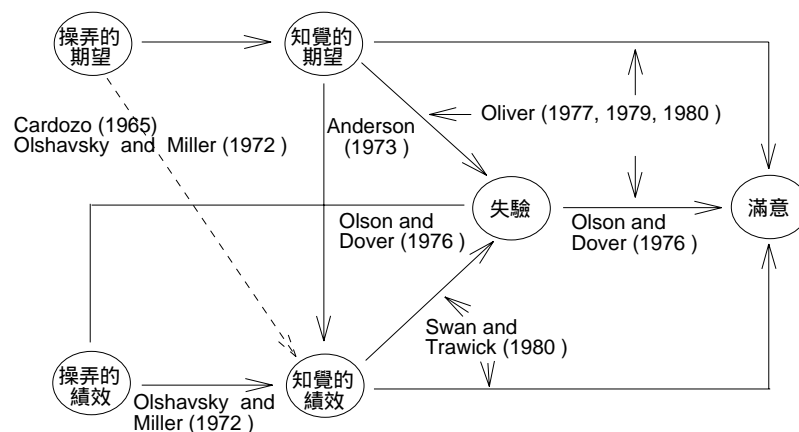 操弄的
期望
知覺的
期望
Cardozo (1965)
Olshavsky and Miller (1972 )
Anderson
(1973 )
Oliver (1977, 1979, 1980 )
失驗
滿意
Olson and
Dover (1976 )
Olson and
Dover (1976 )
Swan and
Trawick (1980 )
操弄的
績效
知覺的
績效
Olshavsky and
Miller (1972 )